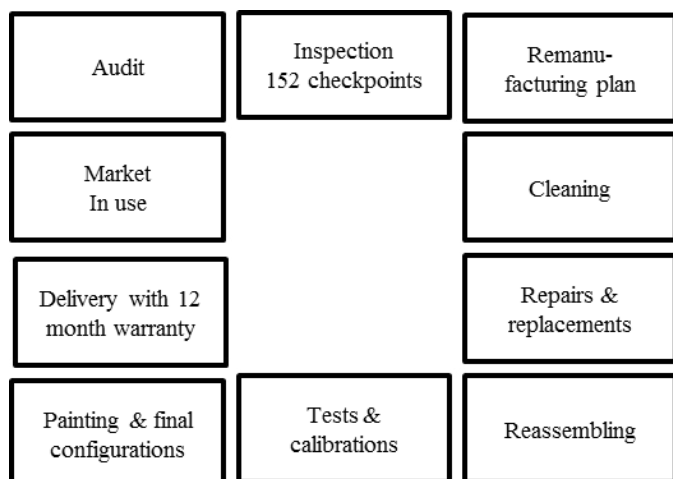 Audit
Inspection
152 checkpoints
Remanu-
facturing plan
Market
In use
Cleaning
Delivery with 12
month warranty
Repairs &
replacements
Painting & final
configurations
Tests &
calibrations
Reassembling